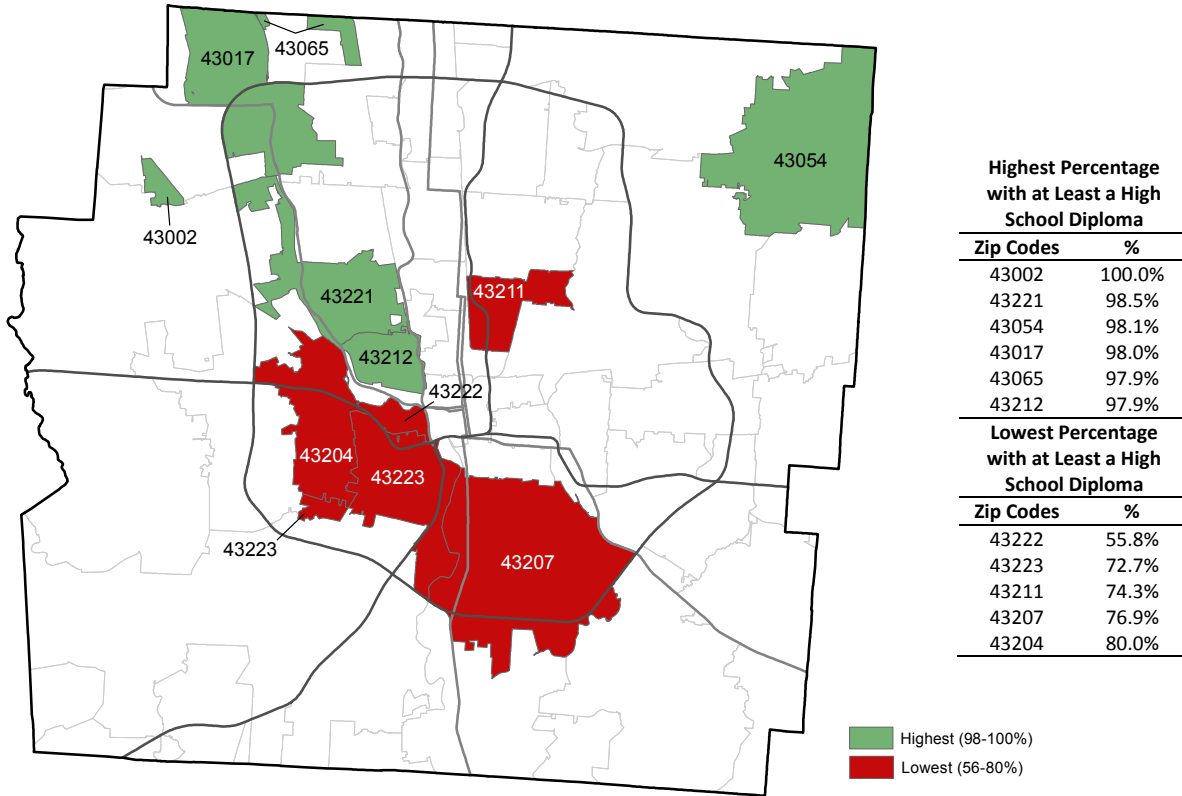 43017
43065
43054
43002
43221
43211
43212
43222
43204
43223
43223
43207
Highest Percentage
with at Least a High
School Diploma
Zip Codes %
43002 100.0%
43221 98.5%
43054 98.1%
43017 98.0%
43065 97.9%
43212 97.9%
Lowest Percentage
with at Least a High
School Diploma
Zip Codes %
43222 55.8%
43223 72.7%
43211 74.3%
43207 76.9%
43204 80.0%
Highest (98-100%)
Lowest (56-80%)